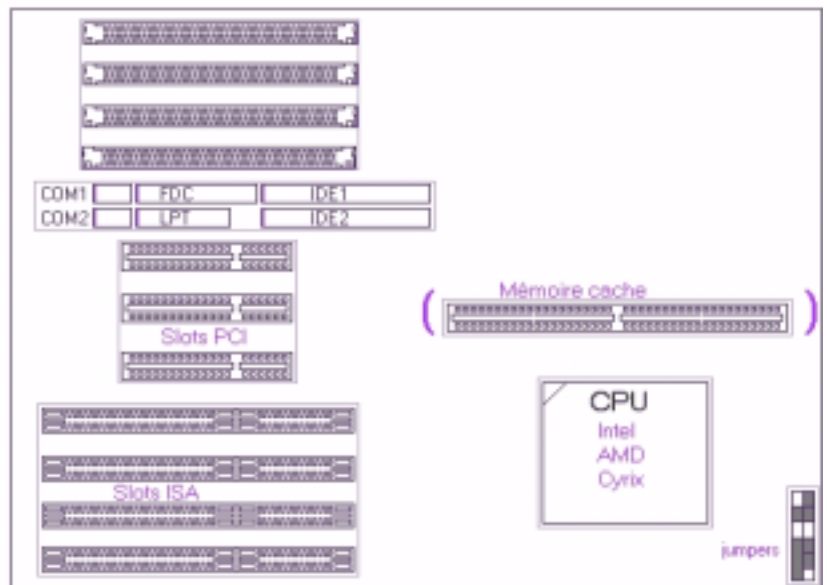 COM1 FDC IDE1
COM2 LPT IDE2
Mémoire cache
Slots PCI
CPU
Intel
AMD
Cyrix
Slots ISA
jumpers